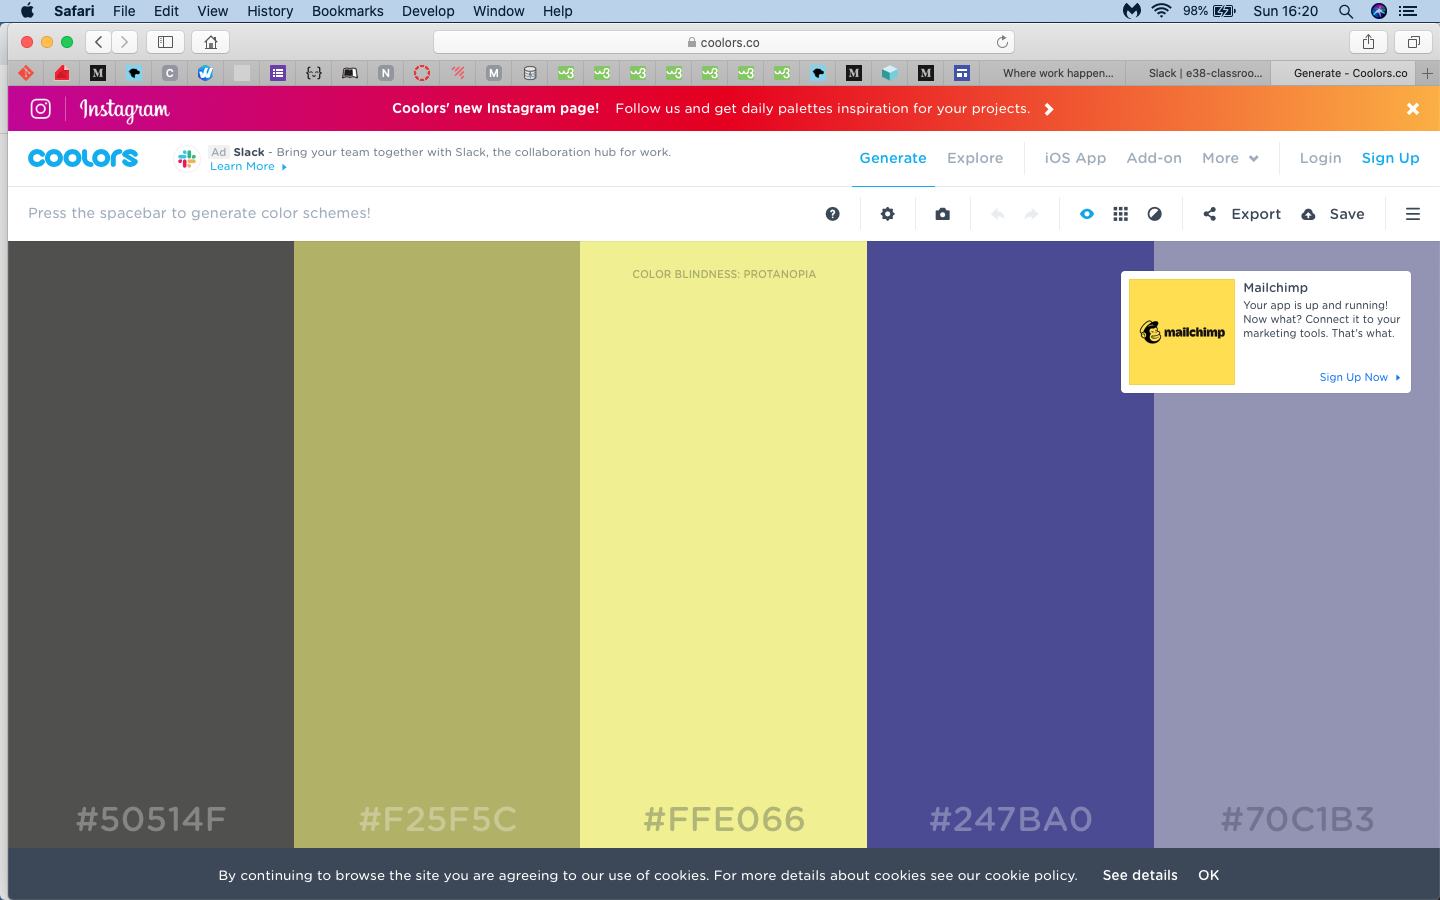 Safari File Edit View History Bookmarks Develop Window Help 98% Sun 16:20
coolors.co
M C N M M M Where work happen... Slack | e38-classroo... Generate - Coolors.co
Instagram Coolors' new Instagram page! Follow us and get daily palettes inspiration for your projects.
coolors
Ad Slack - Bring your team together with Slack, the collaboration hub for work.
Learn More
Generate Explore iOS App Add-on More Login Sign Up
Press the spacebar to generate color schemes! Export Save
COLOR BLINDNESS: PROTANOPIA
mailchimp
Mailchimp
Your app is up and running!
Now what? Connect it to your
marketing tools. That's what.
Sign Up Now
#50514F #F25F5C #FFE066 #247BA0 #70C1B3
By continuing to browse the site you are agreeing to our use of cookies. For more details about cookies see our cookie policy. See details OK